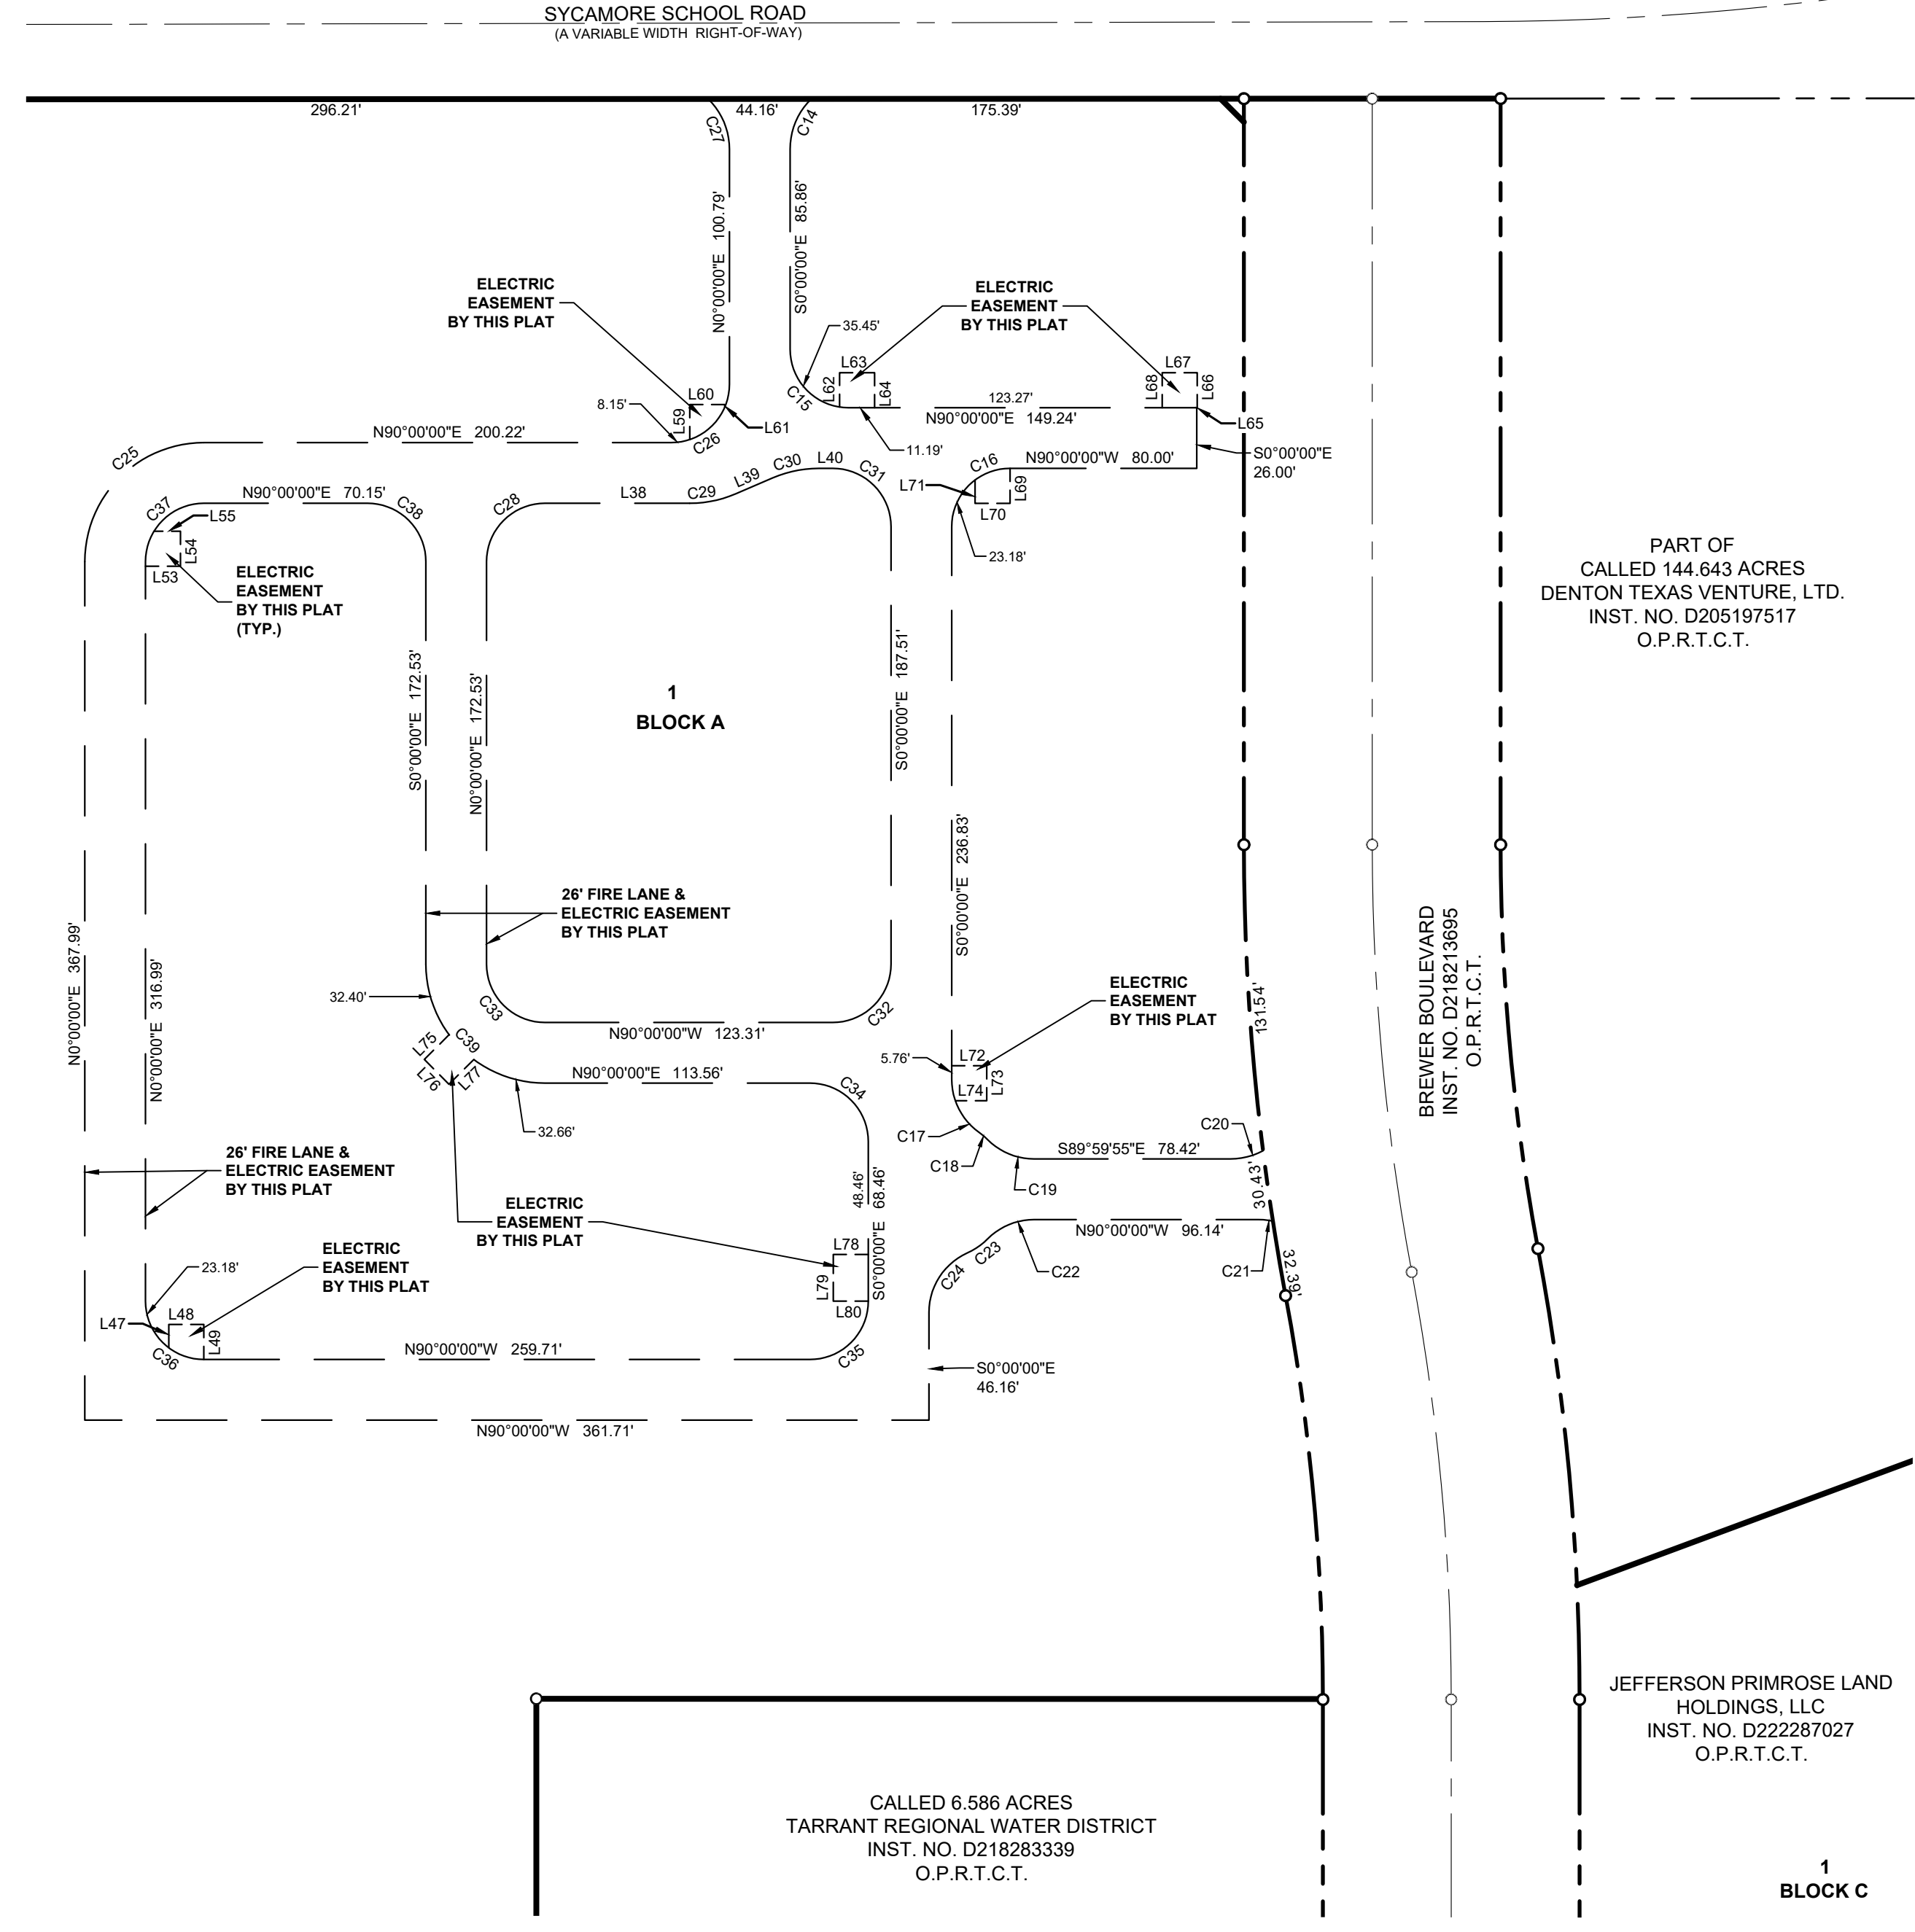 SYCAMORE SCHOOL ROAD
(A VARIABLE WIDTH RIGHT-OF-WAY)
296.21'
44.16'
175.39'
C27
C14
N0°00'00"E 100.79'
S0°00'00"E 85.86'
ELECTRIC
EASEMENT
BY THIS PLAT
ELECTRIC
EASEMENT
BY THIS PLAT
35.45'
L63
L62
L64
L67
L68
L66
8.15'
L60
L59
L61
C26
C15
123.27'
N90°00'00"E 149.24'
L65
11.19'
S0°00'00"E
26.00'
N90°00'00"E 200.22'
C25
C30
L40
C31
L39
C29
L38
C28
C16
N90°00'00"W 80.00'
L71
L69
L70
23.18'
N90°00'00"E 70.15'
C37
C38
L55
L54
L53
ELECTRIC
EASEMENT
BY THIS PLAT
(TYP.)
PART OF
CALLED 144.643 ACRES
DENTON TEXAS VENTURE, LTD.
INST. NO. D205197517
O.P.R.T.C.T.
S0°00'00"E 172.53'
N0°00'00"E 172.53'
1
BLOCK A
S0°00'00"E 187.51'
S0°00'00"E 236.83'
26' FIRE LANE &
ELECTRIC EASEMENT
BY THIS PLAT
N0°00'00"E 367.99'
N0°00'00"E 316.99'
32.40'
C33
C32
C39
N90°00'00"W 123.31'
L75
L76
L77
N90°00'00"E 113.56'
32.66'
C34
ELECTRIC
EASEMENT
BY THIS PLAT
5.76'
L72
L73
L74
131.54'
BREWER BOULEVARD
INST. NO. D218213695
O.P.R.T.C.T.
C17
C18
C19
C20
S89°59'55"E 78.42'
30.43'
26' FIRE LANE &
ELECTRIC EASEMENT
BY THIS PLAT
48.46'
S0°00'00"E 68.46'
ELECTRIC
EASEMENT
BY THIS PLAT
N90°00'00"W 96.14'
C21
C22
C23
C24
32.39'
L78
L79
L80
ELECTRIC
EASEMENT
BY THIS PLAT
23.18'
L47
L48
L49
C36
N90°00'00"W 259.71'
C35
S0°00'00"E
46.16'
N90°00'00"W 361.71'
JEFFERSON PRIMROSE LAND
HOLDINGS, LLC
INST. NO. D222287027
O.P.R.T.C.T.
CALLED 6.586 ACRES
TARRANT REGIONAL WATER DISTRICT
INST. NO. D218283339
O.P.R.T.C.T.
1
BLOCK C